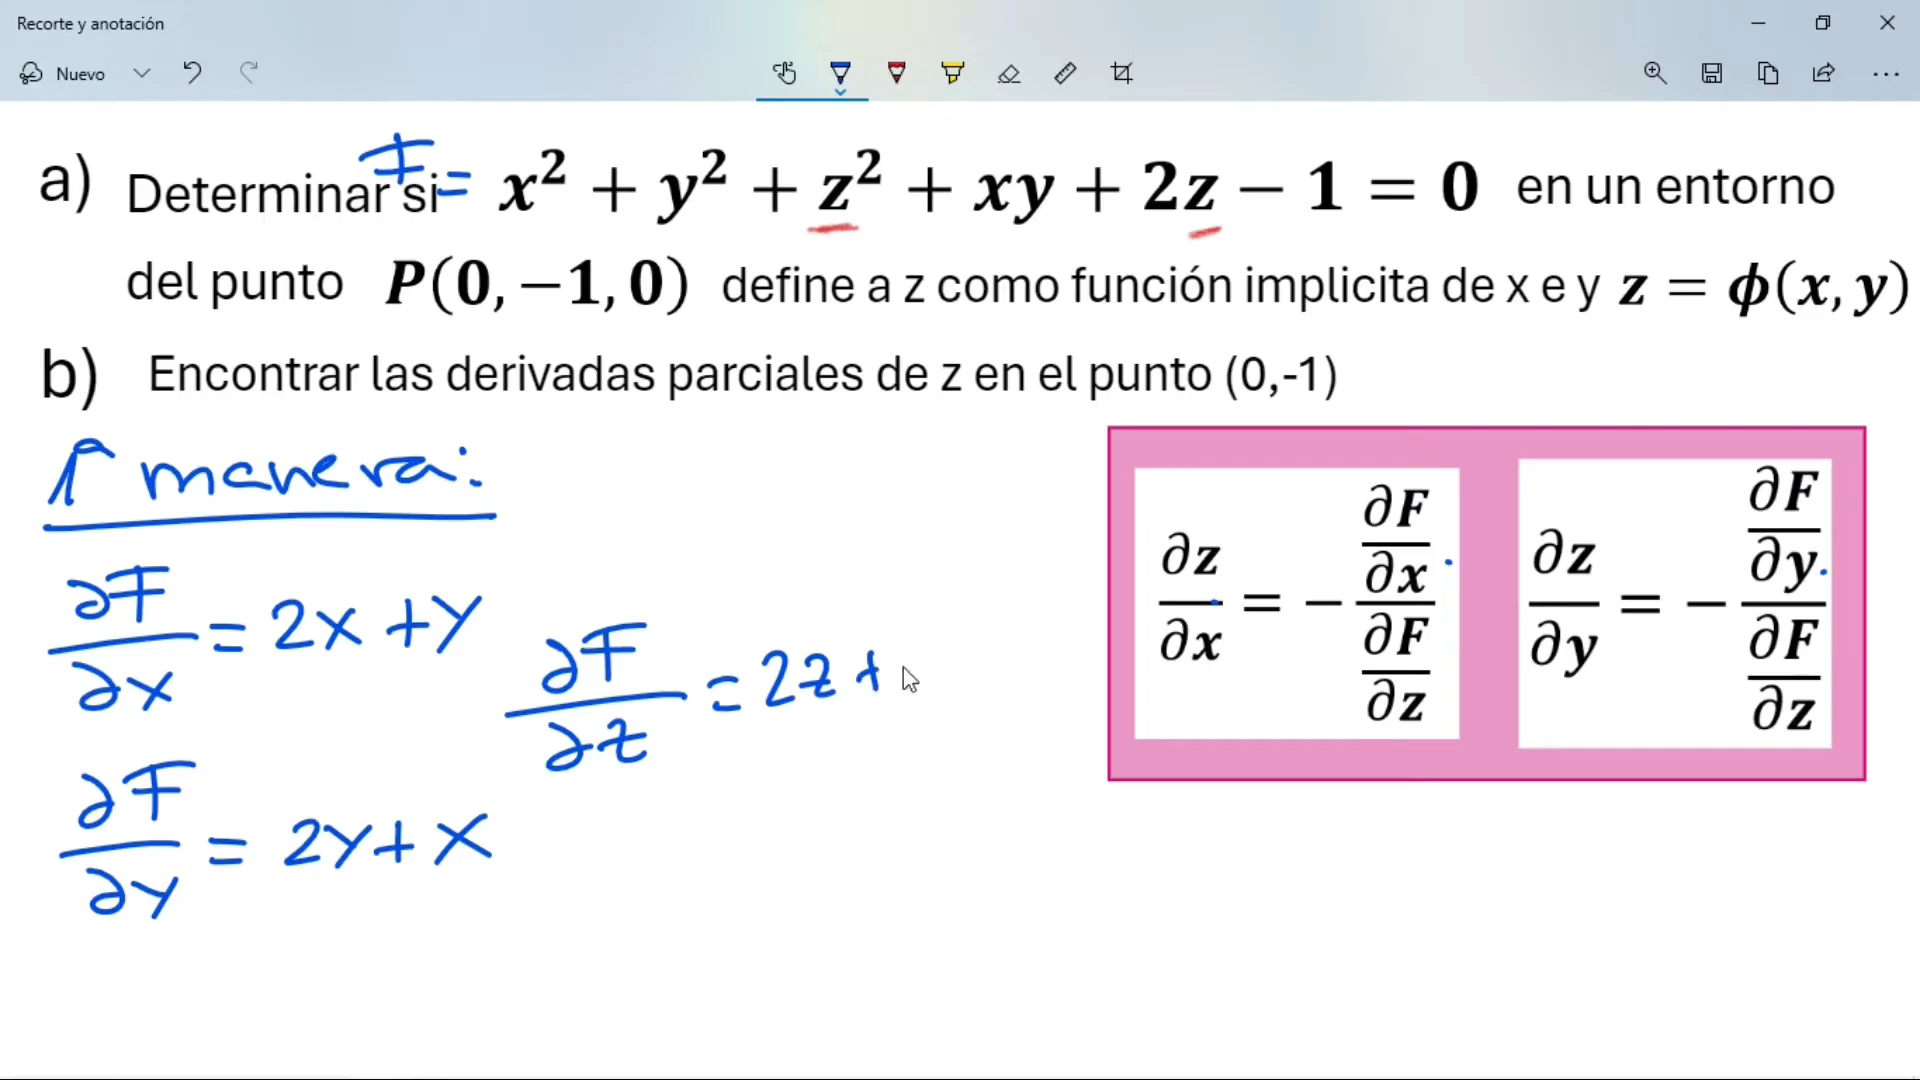 Recorte y anotación
Nuevo
a) Determinar si F = x² + y² + z² + xy + 2z − 1 = 0 en un entorno
del punto P(0, −1, 0) define a z como función implicita de x e y z = ϕ(x, y)
b) Encontrar las derivadas parciales de z en el punto (0,-1)
1ª manera:
∂F/∂x = 2x + y
∂F/∂z = 2z +
∂F/∂y = 2y + x
∂z/∂x = − (∂F/∂x)/(∂F/∂z)
∂z/∂y = − (∂F/∂y)/(∂F/∂z)